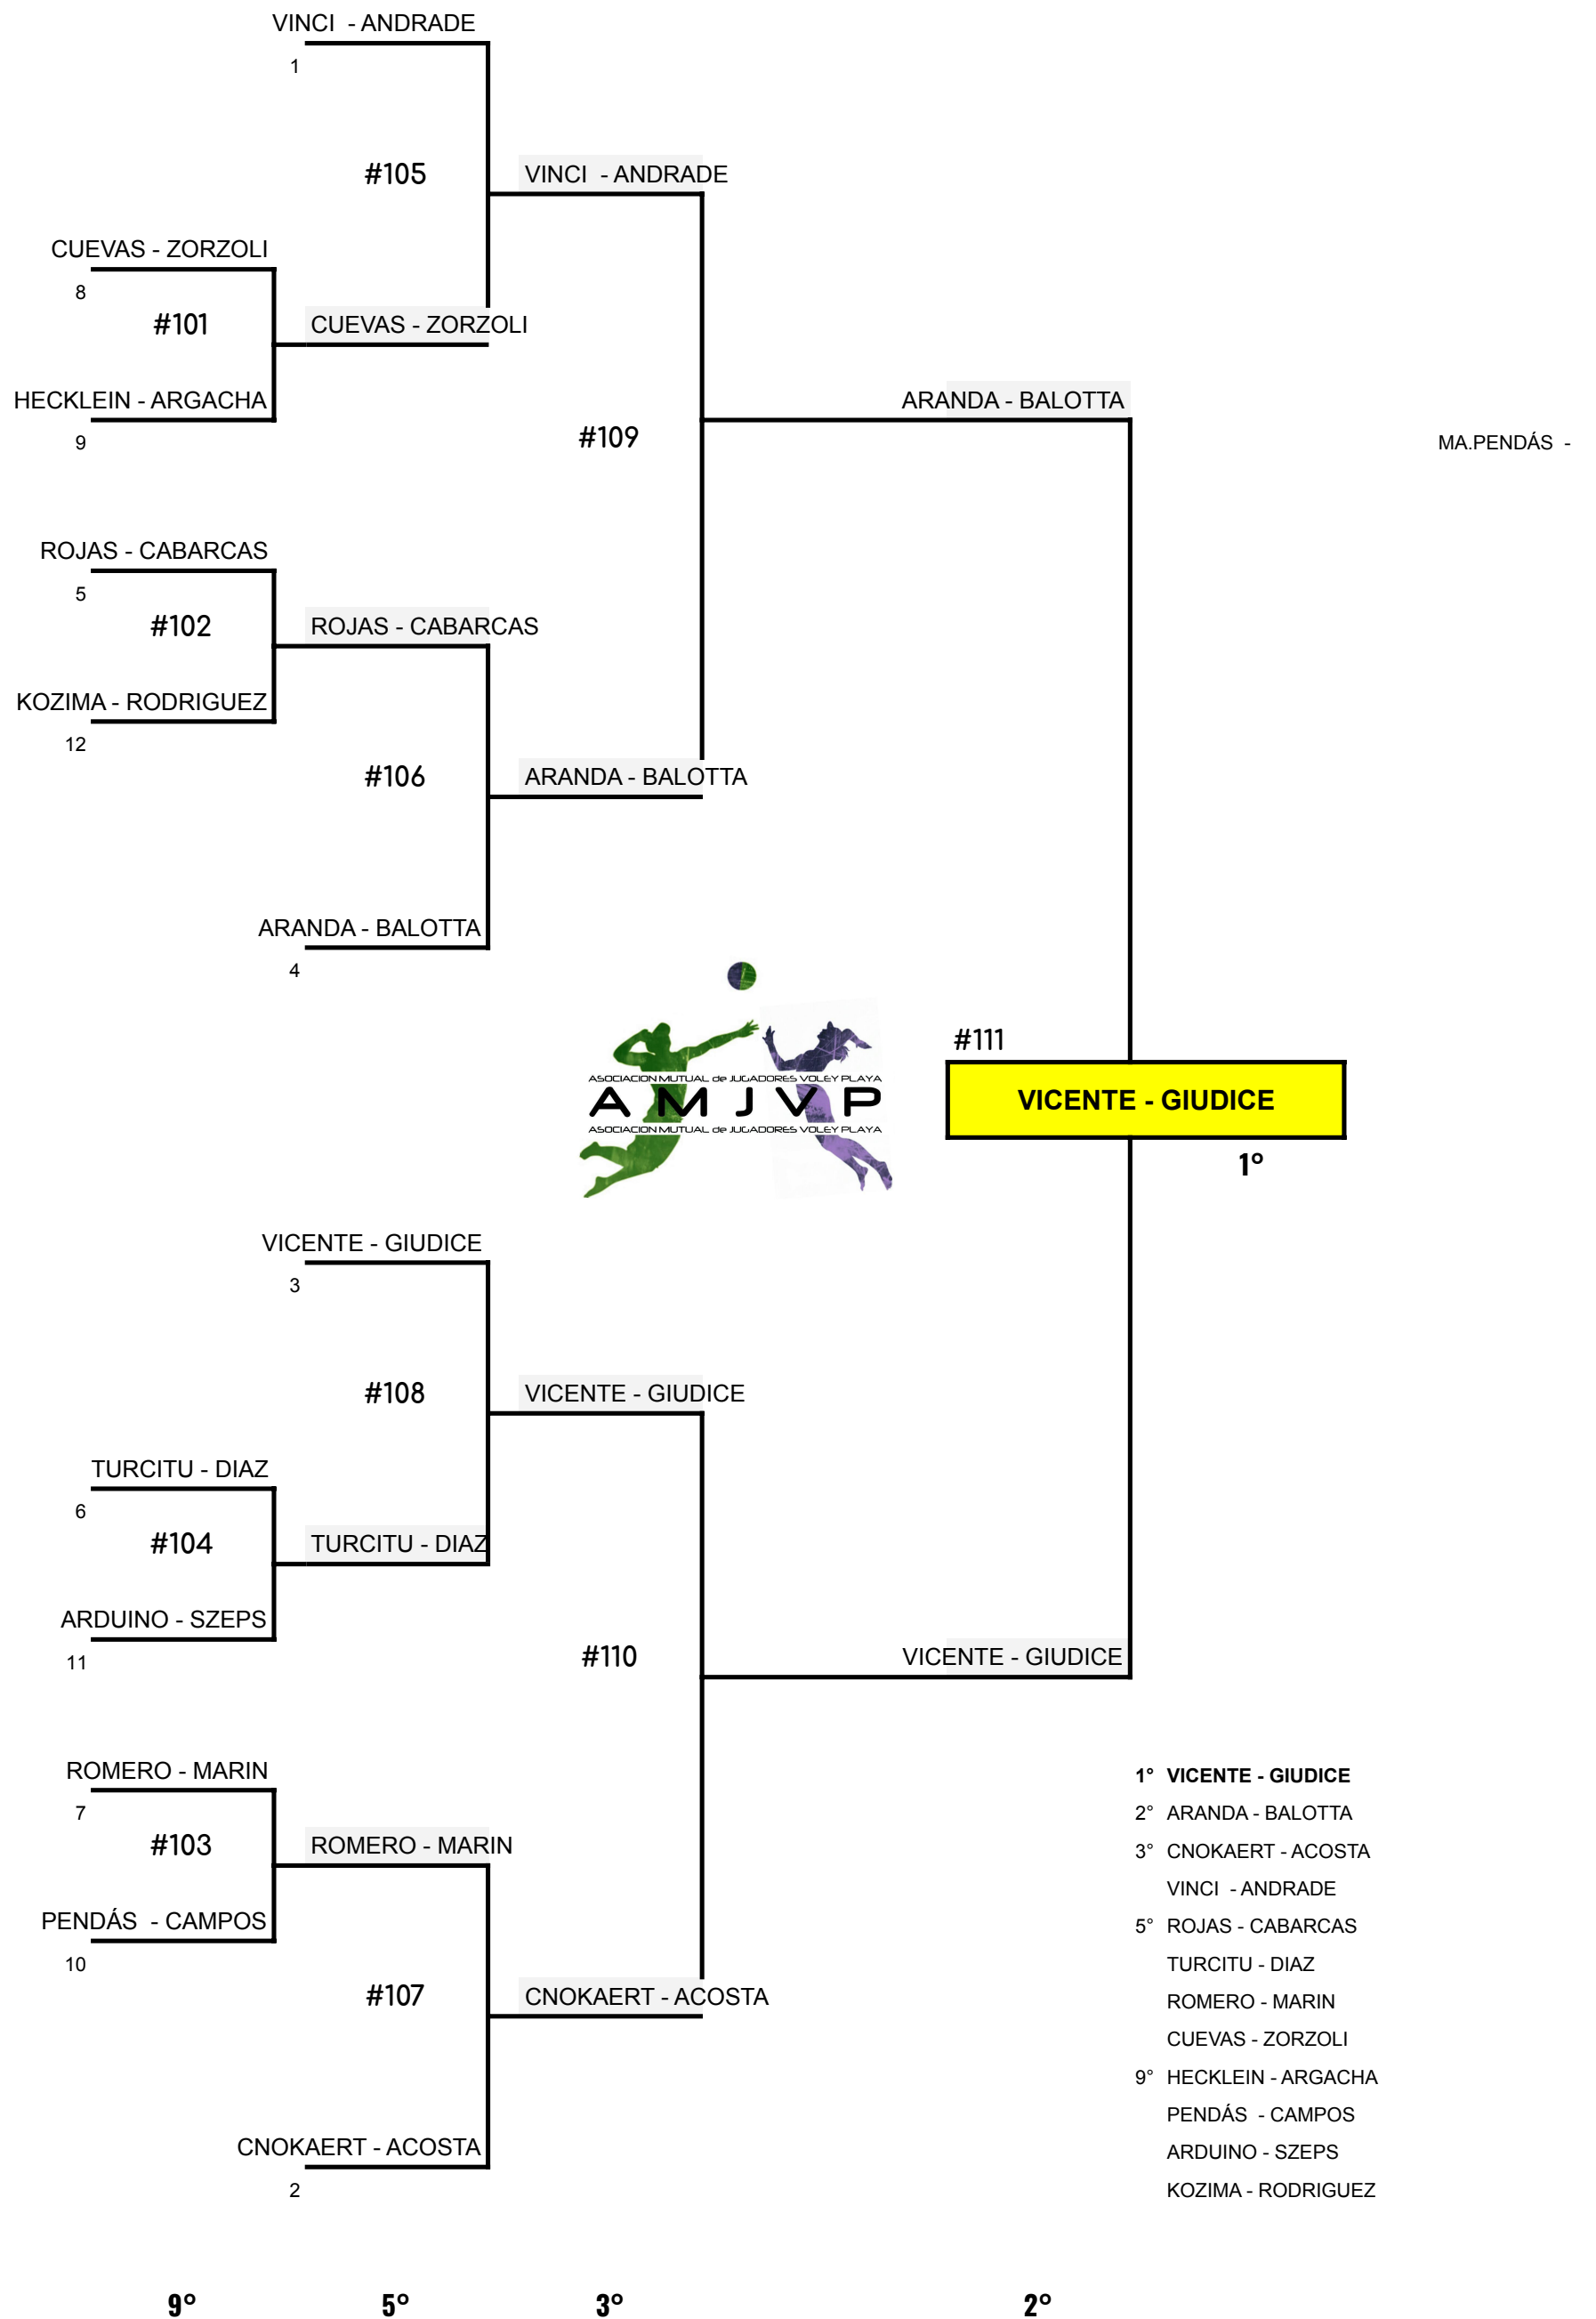 VINCI  - ANDRADE
1
#105
VINCI  - ANDRADE
CUEVAS - ZORZOLI
8
#101
CUEVAS - ZORZOLI
HECKLEIN - ARGACHA
9
#109
ARANDA - BALOTTA
MA.PENDÁS  -
ROJAS - CABARCAS
5
#102
ROJAS - CABARCAS
KOZIMA - RODRIGUEZ
12
#106
ARANDA - BALOTTA
ARANDA - BALOTTA
4
ASOCIACION MUTUAL de JUGADORES VOLEY PLAYA
AMJVP
ASOCIACION MUTUAL de JUGADORES VOLEY PLAYA
#111
VICENTE - GIUDICE
1°
VICENTE - GIUDICE
3
#108
VICENTE - GIUDICE
TURCITU - DIAZ
6
#104
TURCITU - DIAZ
ARDUINO - SZEPS
11
#110
VICENTE - GIUDICE
ROMERO - MARIN
7
#103
ROMERO - MARIN
PENDÁS  - CAMPOS
10
#107
CNOKAERT - ACOSTA
CNOKAERT - ACOSTA
2
1° VICENTE - GIUDICE
2° ARANDA - BALOTTA
3° CNOKAERT - ACOSTA
VINCI  - ANDRADE
5° ROJAS - CABARCAS
TURCITU - DIAZ
ROMERO - MARIN
CUEVAS - ZORZOLI
9° HECKLEIN - ARGACHA
PENDÁS  - CAMPOS
ARDUINO - SZEPS
KOZIMA - RODRIGUEZ
9° 5° 3° 2°